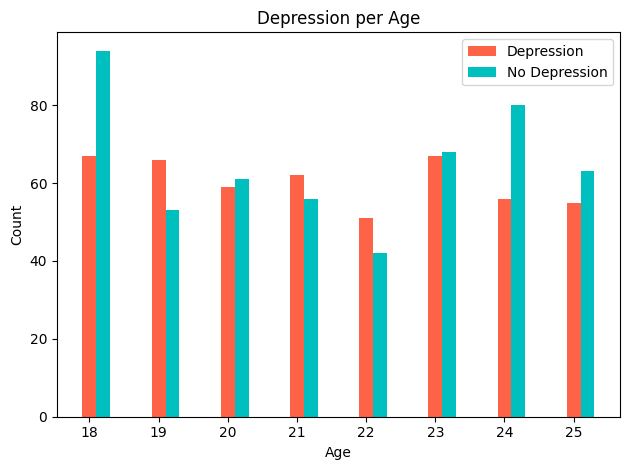 Depression per Age
Depression
No Depression
Count
80
60
40
20
0
18 19 20 21 22 23 24 25
Age